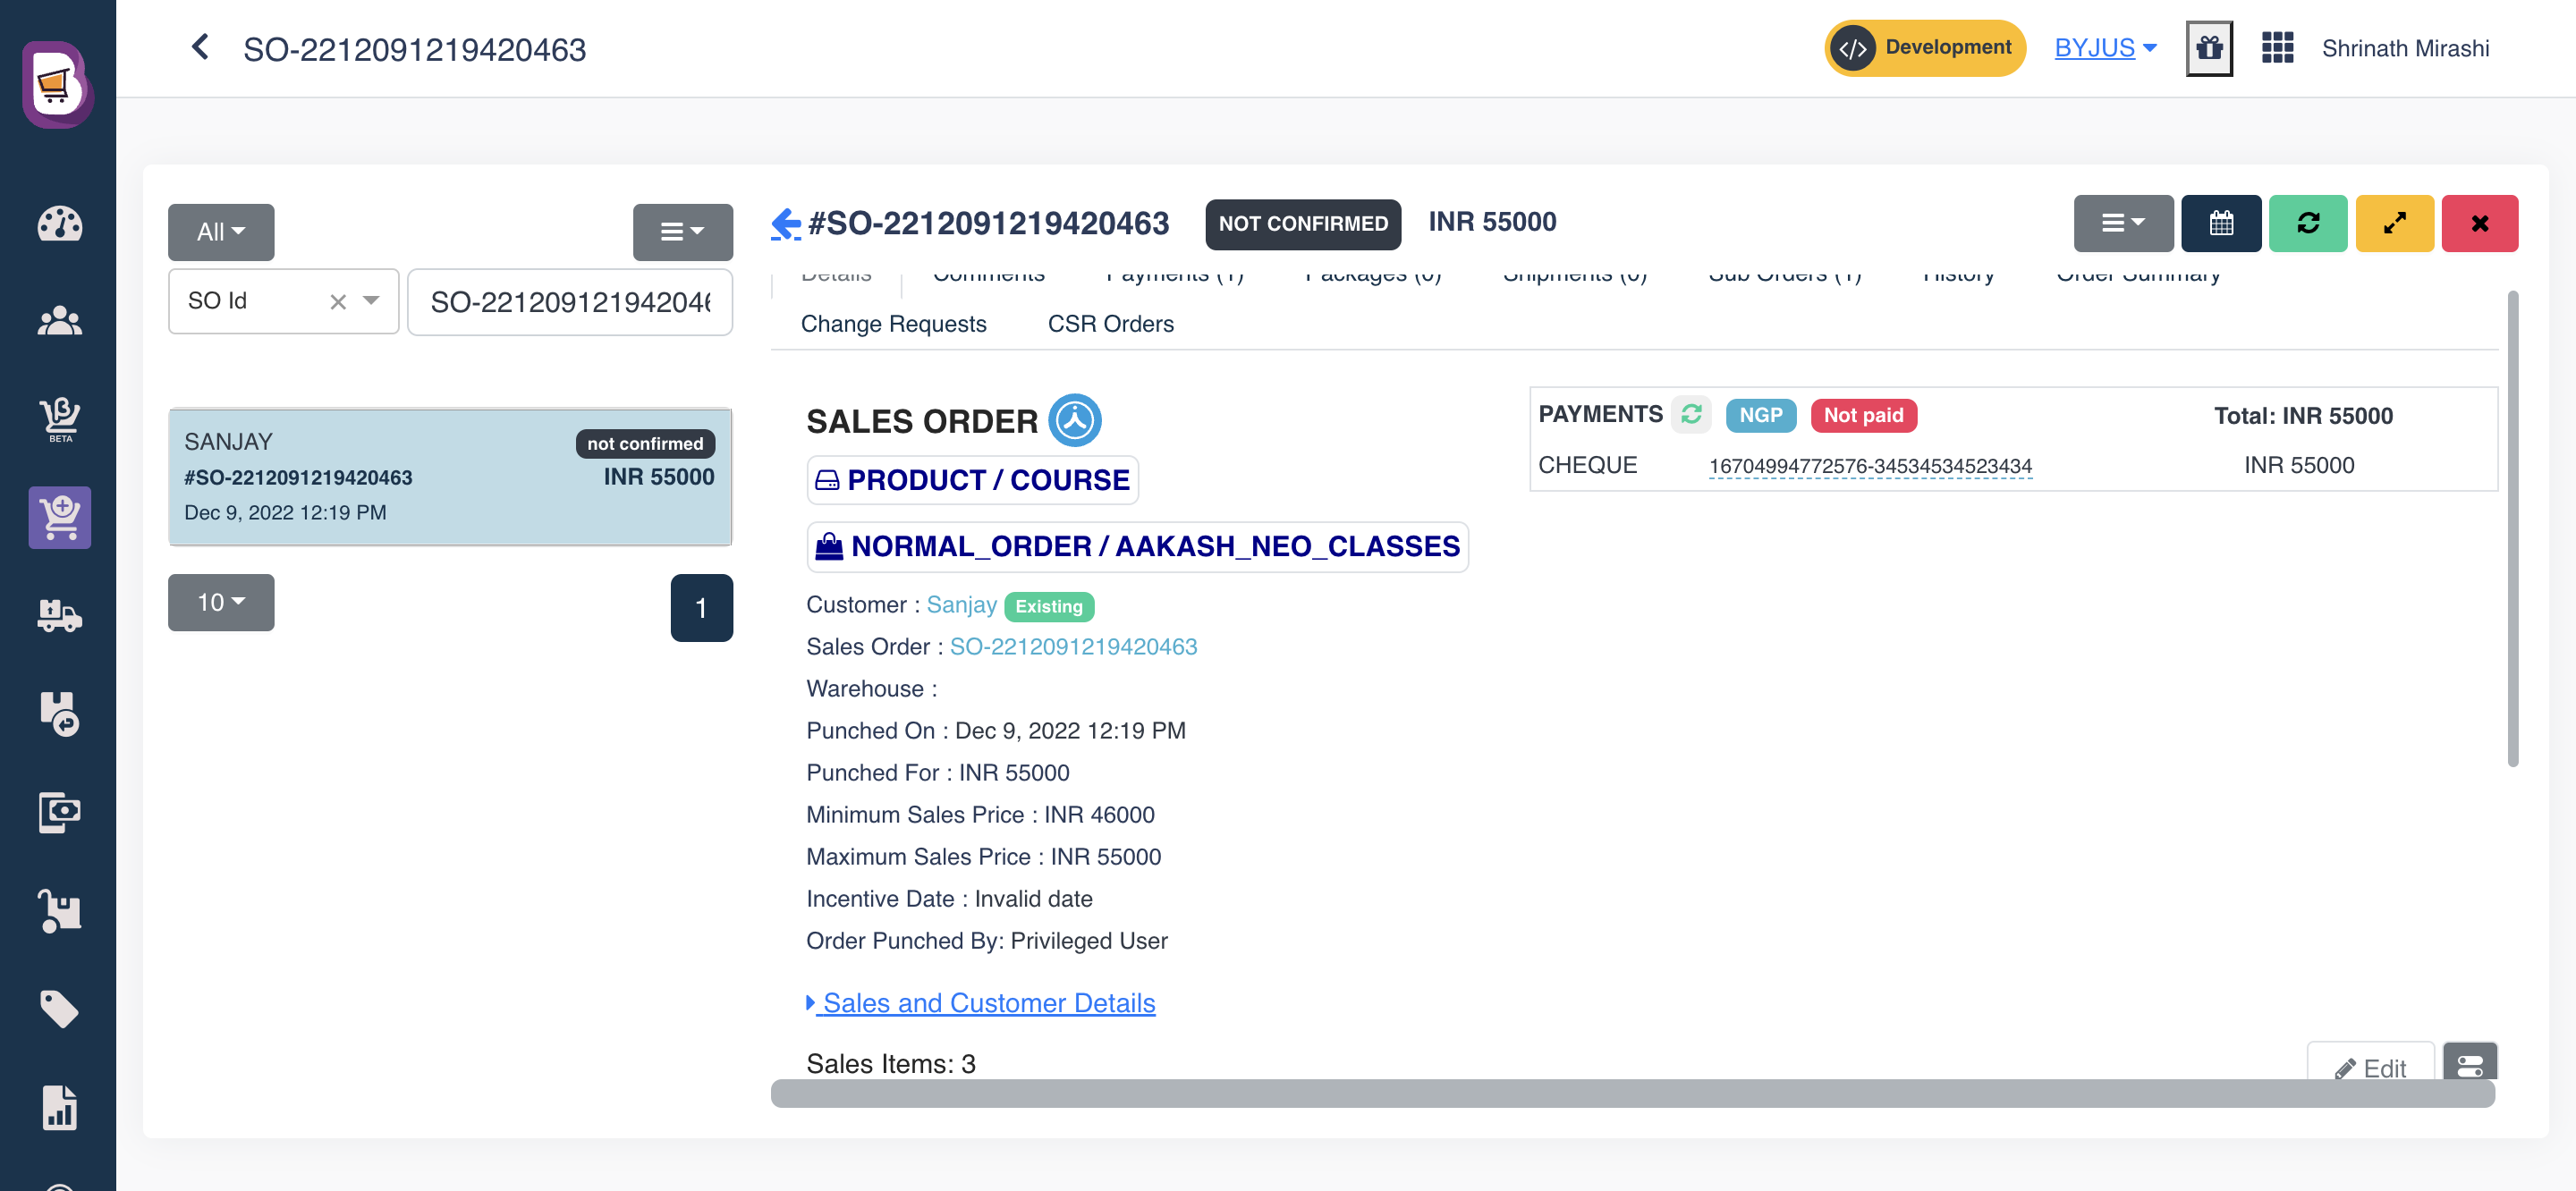 SO-2212091219420463
</> Development
BYJUS
Shrinath Mirashi
BETA
All
SO Id
SO-221209121942046
SANJAY
not confirmed
#SO-2212091219420463
INR 55000
Dec 9, 2022 12:19 PM
10
1
#SO-2212091219420463
NOT CONFIRMED
INR 55000
Details
Comments
Payments (1)
Packages (0)
Shipments (0)
Sub Orders (1)
History
Order Summary
Change Requests
CSR Orders
SALES ORDER
PRODUCT / COURSE
NORMAL_ORDER / AAKASH_NEO_CLASSES
Customer : Sanjay Existing
Sales Order : SO-2212091219420463
Warehouse :
Punched On : Dec 9, 2022 12:19 PM
Punched For : INR 55000
Minimum Sales Price : INR 46000
Maximum Sales Price : INR 55000
Incentive Date : Invalid date
Order Punched By: Privileged User
Sales and Customer Details
Sales Items: 3
Edit
PAYMENTS NGP Not paid Total: INR 55000
CHEQUE 16704994772576-34534534523434 INR 55000